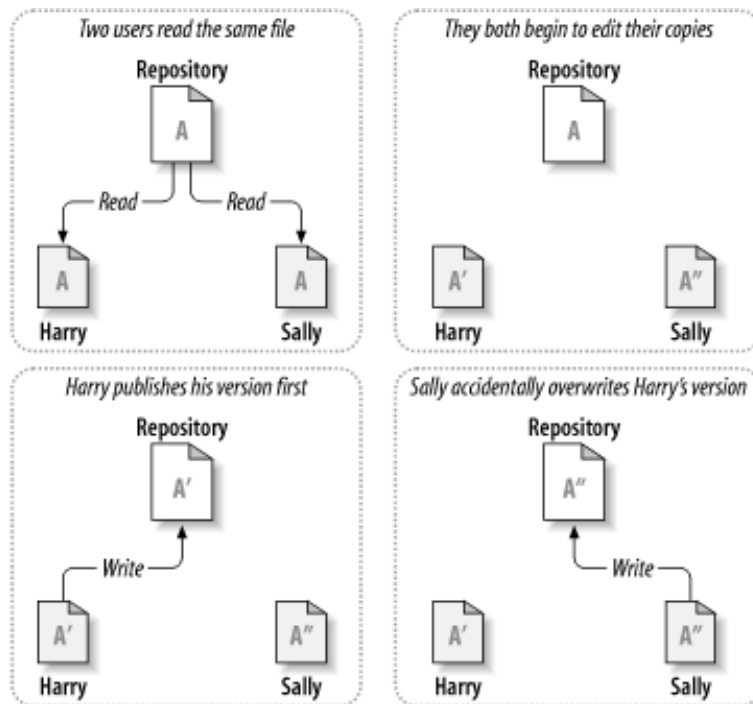 Two users read the same file
Repository
A
Read
Read
A
A
Harry
Sally
They both begin to edit their copies
Repository
A
A'
A"
Harry
Sally
Harry publishes his version first
Repository
A'
Write
A'
A"
Harry
Sally
Sally accidentally overwrites Harry's version
Repository
A"
Write
A'
A"
Harry
Sally